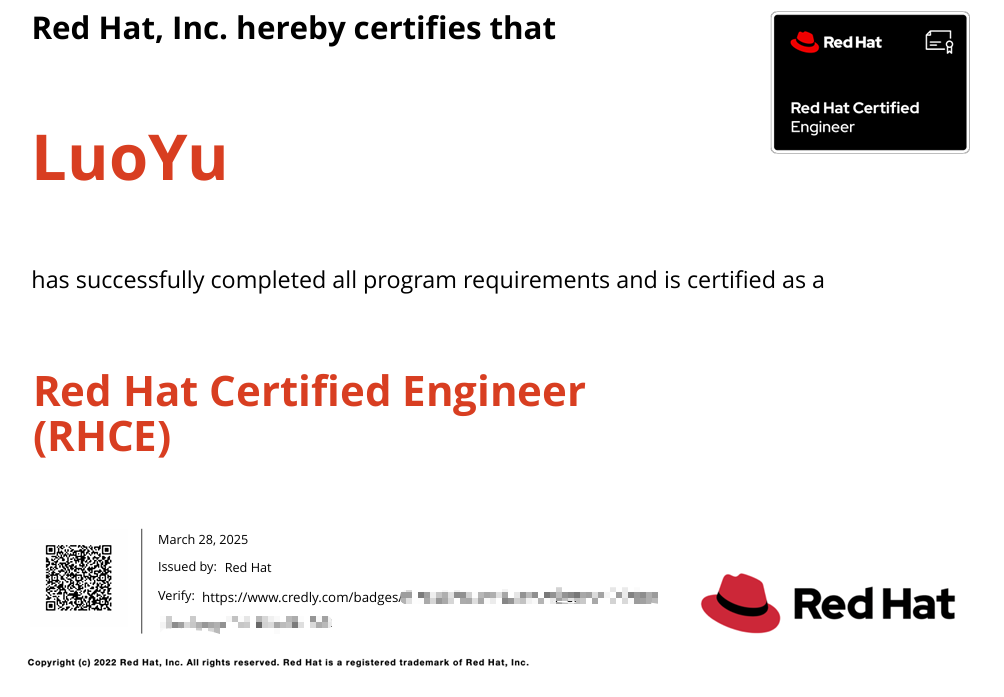 Red Hat, Inc. hereby certifies that
Red Hat
Red Hat Certified
Engineer
LuoYu
has successfully completed all program requirements and is certified as a
Red Hat Certified Engineer
(RHCE)
March 28, 2025
Issued by: Red Hat
Verify: https://www.credly.com/badges/
Red Hat
Copyright (c) 2022 Red Hat, Inc. All rights reserved. Red Hat is a registered trademark of Red Hat, Inc.